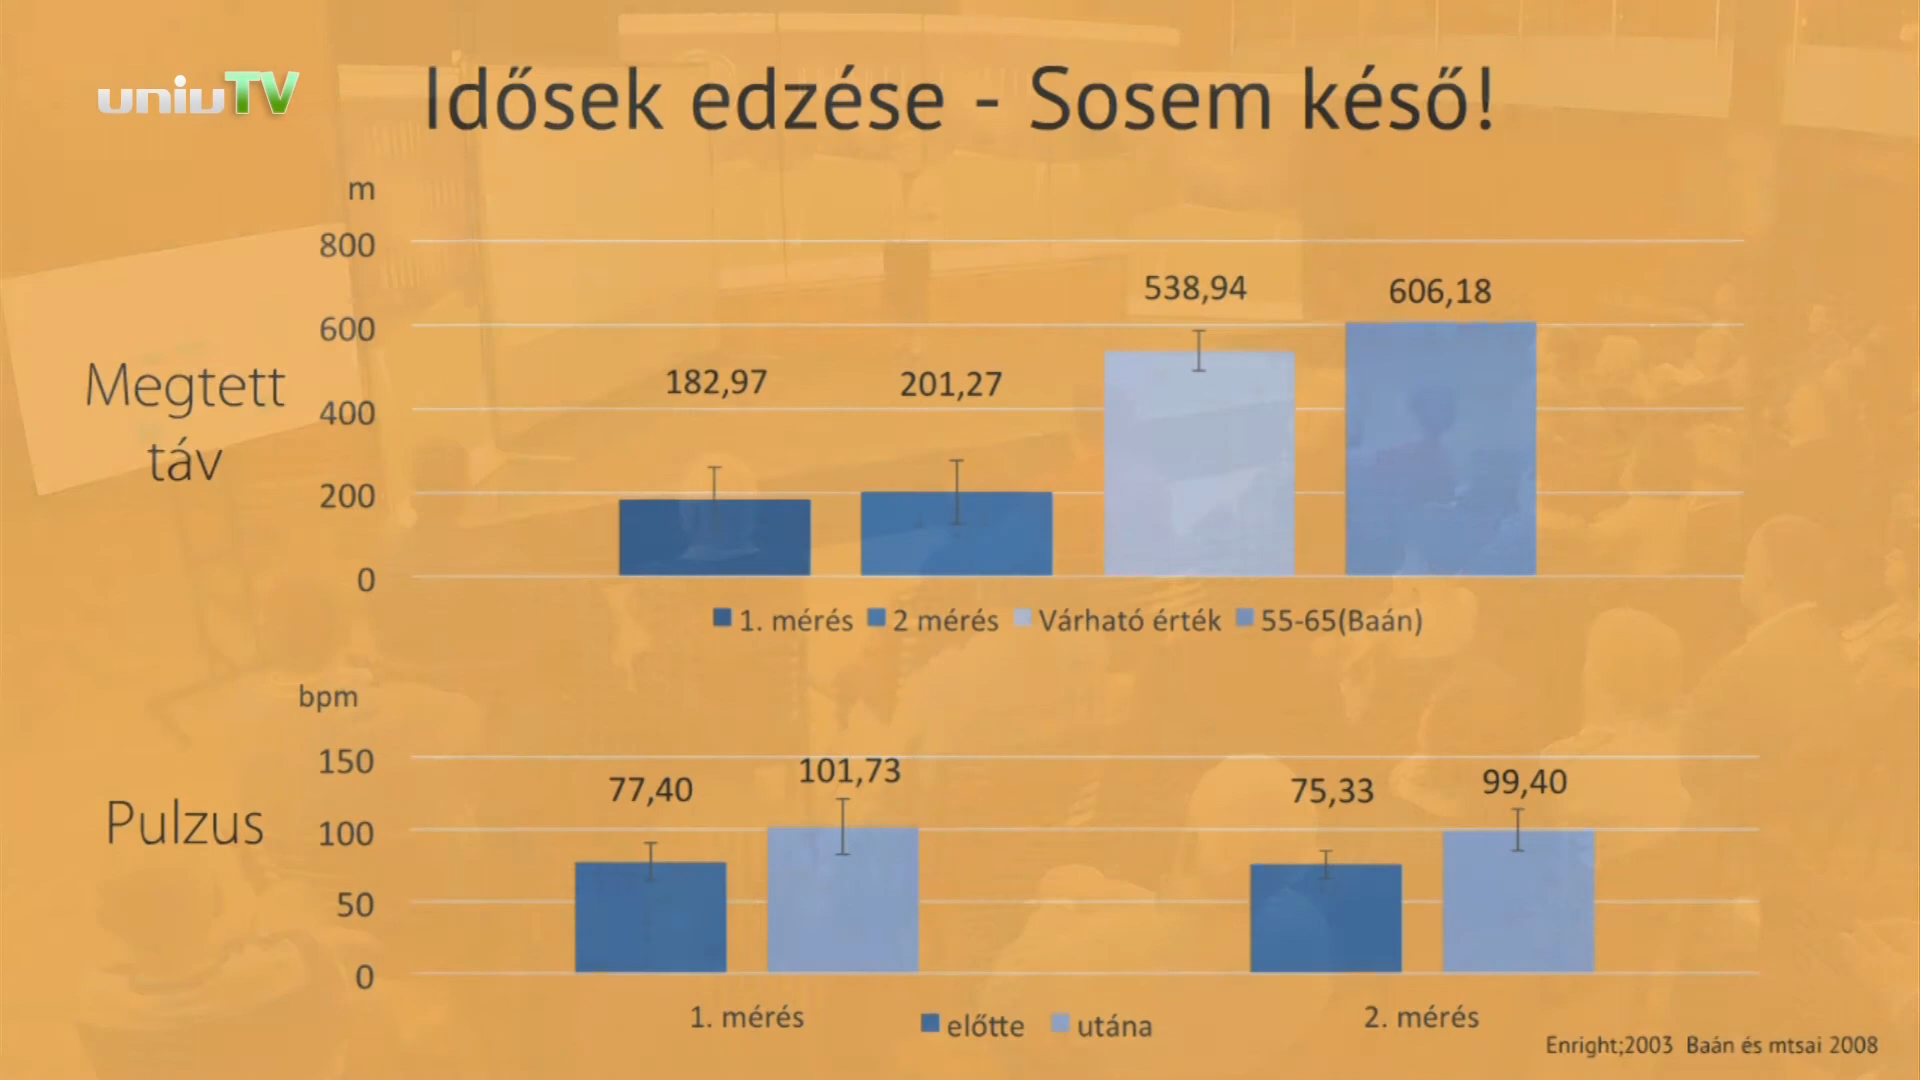 uniuTV
Idősek edzése - Sosem késő!
m
800
600
400
200
0
Megtett
táv
182,97
201,27
538,94
606,18
1. mérés 2 mérés Várható érték 55-65(Baán)
bpm
150
100
50
0
Pulzus
77,40
101,73
75,33
99,40
1. mérés
előtte utána
2. mérés
Enright;2003 Baán és mtsai 2008